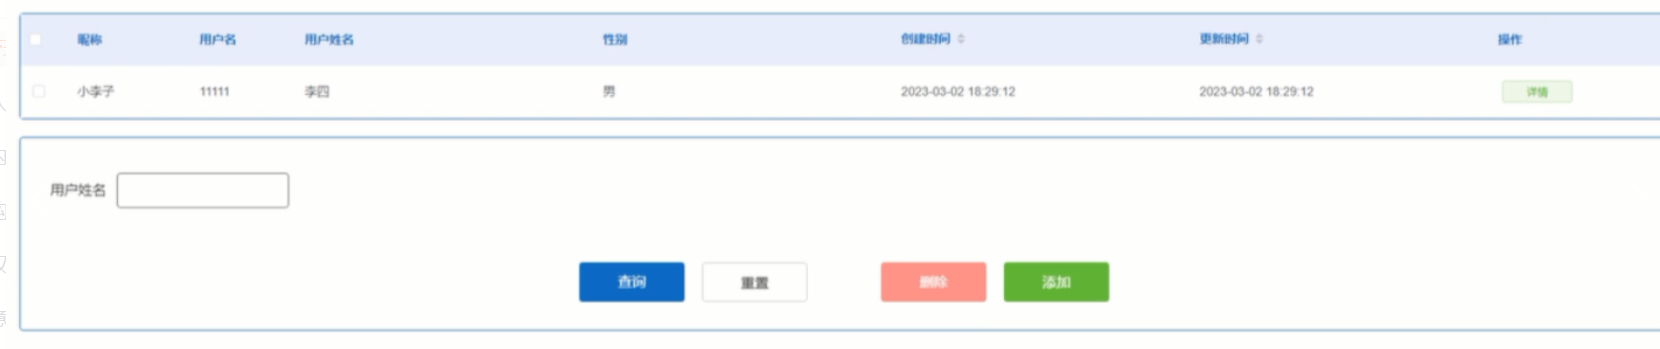 昵称 用户名 用户姓名 性别 创建时间 更新时间 操作
小李子 11111 李四 男 2023-03-02 18:29:12 2023-03-02 18:29:12 详情
用户姓名
查询 重置 删除 添加